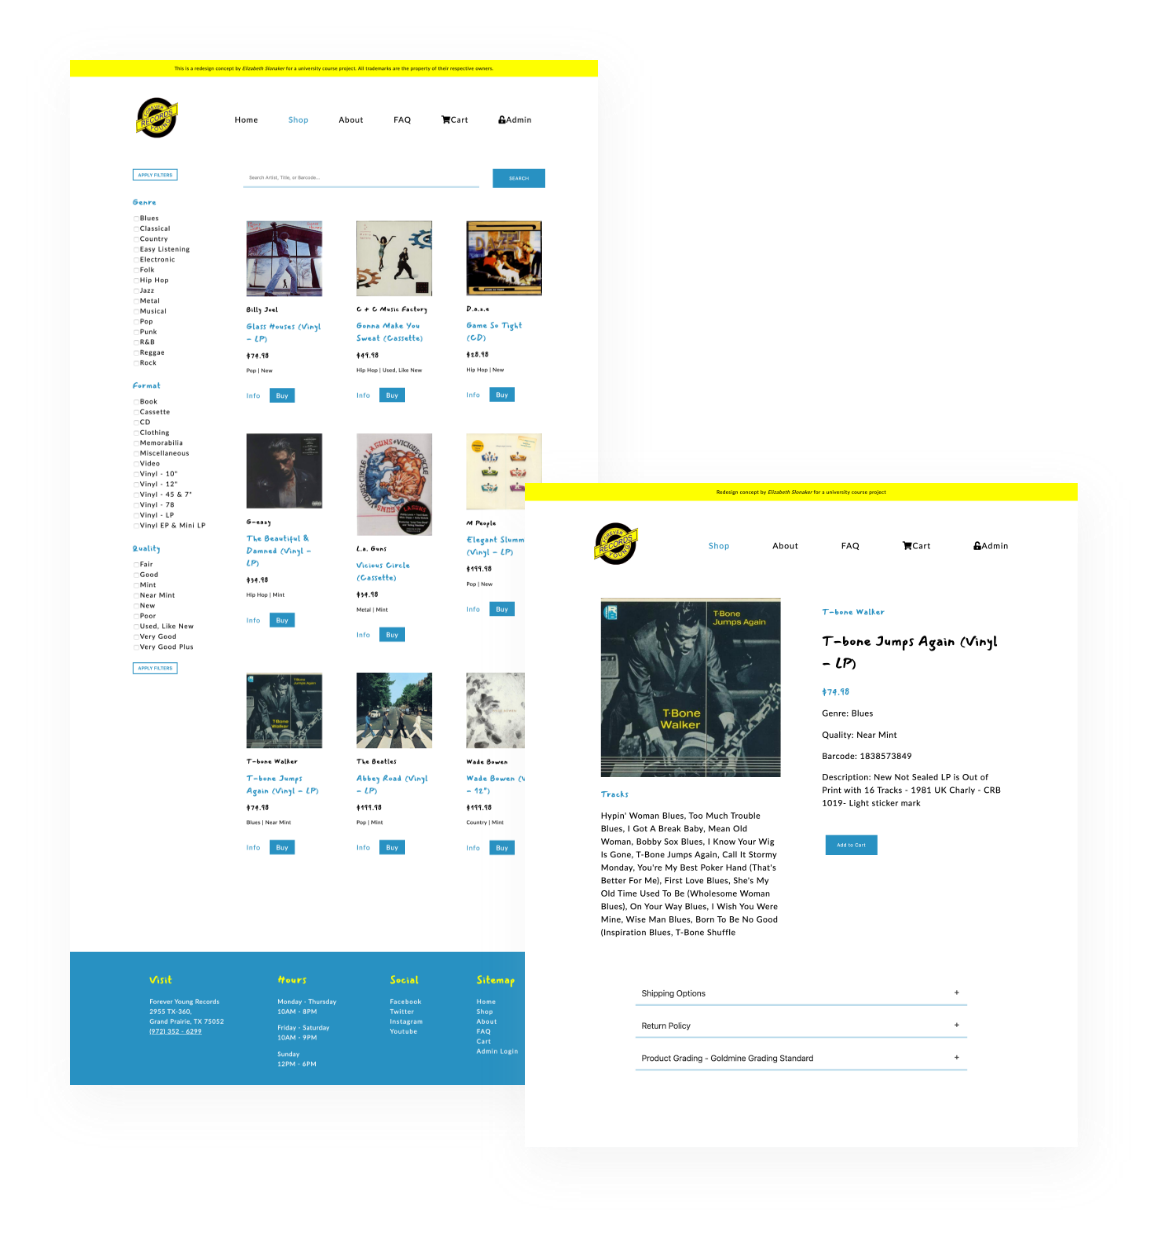 This is a redesign concept by Elizabeth Slonaker for a university course project. All trademarks are the property of their respective owners.
FOREVER
RECORDS
YOUNG
Home
Shop
About
FAQ
Cart
Admin
APPLY FILTERS
Search Artist, Title, or Barcode...
SEARCH
Genre
Blues
Classical
Country
Easy Listening
Electronic
Folk
Hip Hop
Jazz
Metal
Musical
Pop
Punk
R&B
Reggae
Rock
Format
Book
Cassette
CD
Clothing
Memorabilia
Miscellaneous
Video
Vinyl - 10"
Vinyl - 12"
Vinyl - 45 & 7"
Vinyl - 78
Vinyl - LP
Vinyl EP & Mini LP
Quality
Fair
Good
Mint
Near Mint
New
Poor
Used, Like New
Very Good
Very Good Plus
APPLY FILTERS
Billy Joel
Glass Houses (Vinyl
- LP)
$74.98
Pop | New
Info
Buy
C + C Music Factory
Gonna Make You
Sweat (Cassette)
$49.98
Hip Hop | Used, Like New
Info
Buy
D.a.z.e
Game So Tight
(CD)
$28.98
Hip Hop | New
Info
Buy
G-eazy
The Beautiful &
Damned (Vinyl -
LP)
$34.98
Hip Hop | Mint
Info
Buy
L.A. GUNS VICIOUS CIRCLE
L.a. Guns
Vicious Circle
(Cassette)
$34.98
Metal | Mint
Info
Buy
M People
Elegant Slumm
(Vinyl - LP)
$199.98
Pop | New
Info
Buy
T-Bone
Walker
T-bone Walker
T-bone Jumps
Again (Vinyl - LP)
$74.98
Blues | Near Mint
Info
Buy
The Beatles
Abbey Road (Vinyl
- LP)
$199.98
Pop | Mint
Info
Buy
Wade Bowen
Wade Bowen (V
- 12")
$199.98
Country | Mint
Info
Buy
Visit
Forever Young Records
2955 TX-360,
Grand Prairie, TX 75052
(972) 352 - 6299
Hours
Monday - Thursday
10AM - 8PM
Friday - Saturday
10AM - 9PM
Sunday
12PM - 6PM
Social
Facebook
Twitter
Instagram
Youtube
Sitemap
Home
Shop
About
FAQ
Cart
Admin Login
Redesign concept by Elizabeth Slonaker for a university course project
FOREVER
RECORDS
YOUNG
Shop
About
FAQ
Cart
Admin
T-Bone
Jumps Again
T-Bone
Walker
T-bone Walker
T-bone Jumps Again (Vinyl
- LP)
$74.98
Genre: Blues
Quality: Near Mint
Barcode: 1838573849
Description: New Not Sealed LP is Out of
Print with 16 Tracks - 1981 UK Charly - CRB
1019- Light sticker mark
Add to Cart
Tracks
Hypin' Woman Blues, Too Much Trouble
Blues, I Got A Break Baby, Mean Old
Woman, Bobby Sox Blues, I Know Your Wig
Is Gone, T-Bone Jumps Again, Call It Stormy
Monday, You're My Best Poker Hand (That's
Better For Me), First Love Blues, She's My
Old Time Used To Be (Wholesome Woman
Blues), On Your Way Blues, I Wish You Were
Mine, Wise Man Blues, Born To Be No Good
(Inspiration Blues, T-Bone Shuffle
Shipping Options +
Return Policy +
Product Grading - Goldmine Grading Standard +